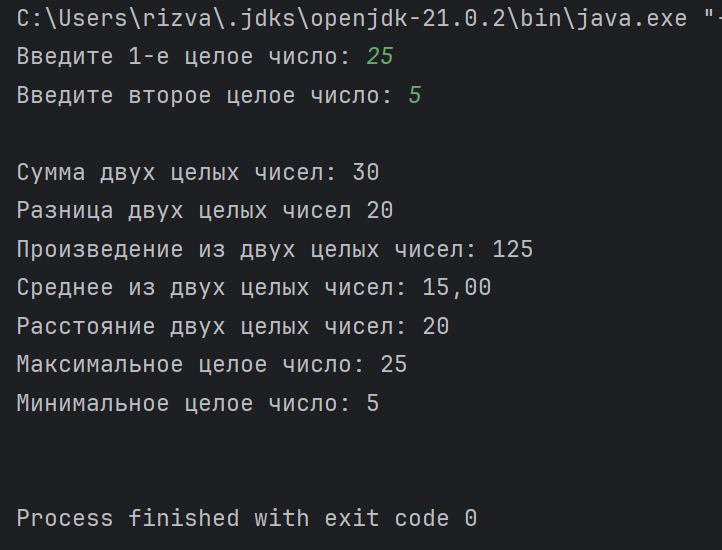 C:\Users\rizva\.jdks\openjdk-21.0.2\bin\java.exe "-
Введите 1-е целое число: 25
Введите второе целое число: 5
Сумма двух целых чисел: 30
Разница двух целых чисел 20
Произведение из двух целых чисел: 125
Среднее из двух целых чисел: 15,00
Расстояние двух целых чисел: 20
Максимальное целое число: 25
Минимальное целое число: 5
Process finished with exit code 0